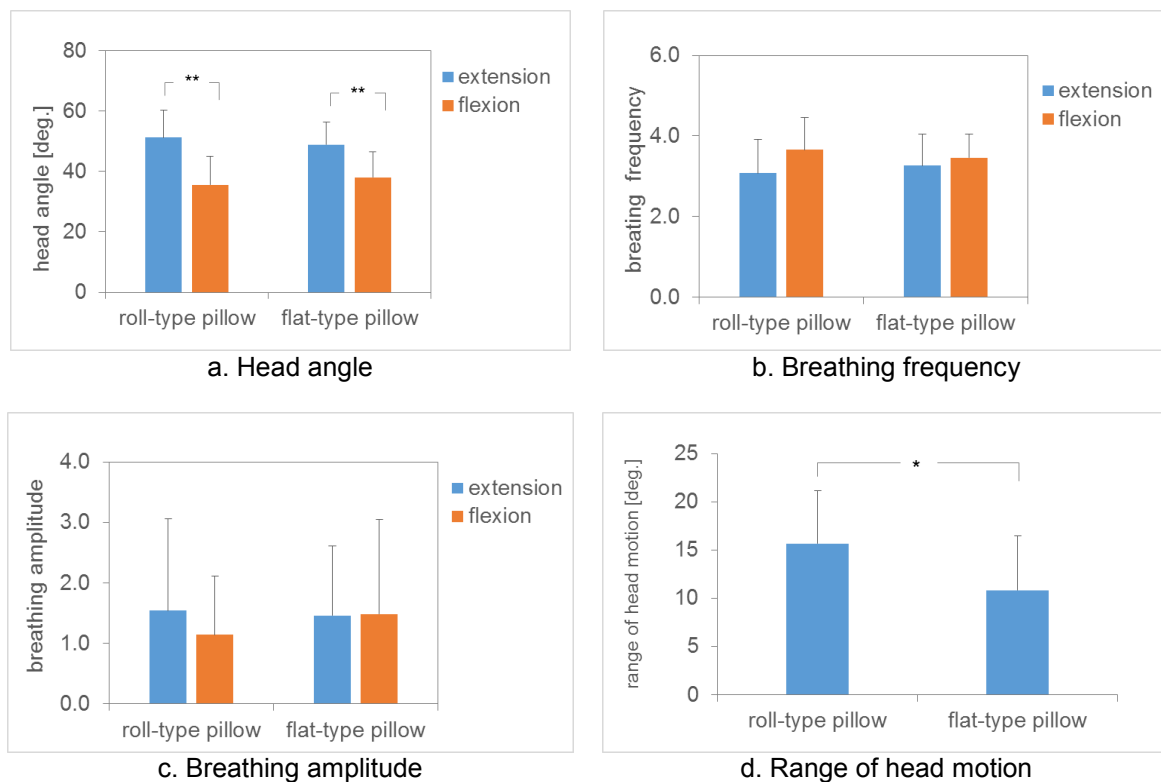 80
60
40
20
0
head angle [deg.]
**
**
extension
flexion
roll-type pillow
flat-type pillow
a. Head angle
6.0
4.0
2.0
0.0
breating frequency
extension
flexion
roll-type pillow
flat-type pillow
b. Breathing frequency
4.0
3.0
2.0
1.0
0.0
breathing amplitude
extension
flexion
roll-type pillow
flat-type pillow
c. Breathing amplitude
25
20
15
10
5
0
range of head motion [deg.]
*
roll-type pillow
flat-type pillow
d. Range of head motion